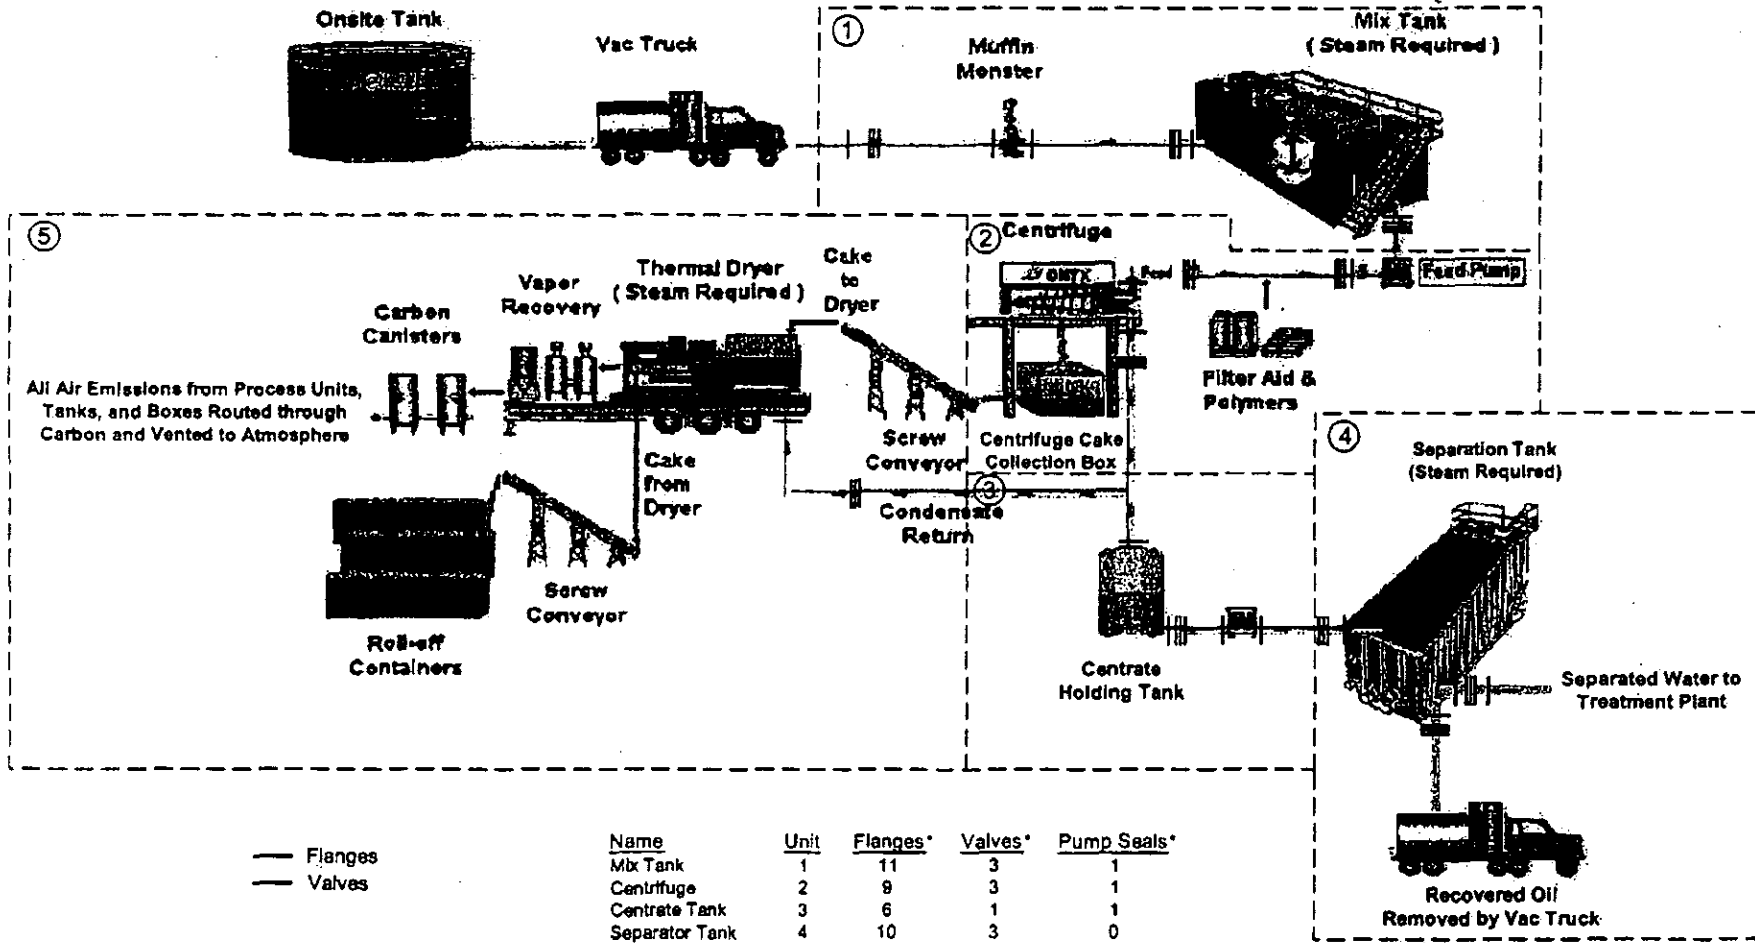 Onsite Tank
Vac Truck
1
Muffin
Monster
Mix Tank
( Steam Required )
5
Carbon
Canisters
Vapor
Recovery
Thermal Dryer
( Steam Required )
Cake
to
Dryer
2
Centrifuge
ONYX
Feed
Feed Pump
Filter Aid &
Polymers
All Air Emissions from Process Units,
Tanks, and Boxes Routed through
Carbon and Vented to Atmosphere
Screw
Conveyor
Centrifuge Cake
Collection Box
Cake
from
Dryer
3
Condensate
Return
Roll-off
Containers
Screw
Conveyor
Centrate
Holding Tank
4
Separation Tank
(Steam Required)
Separated Water to
Treatment Plant
Recovered Oil
Removed by Vac Truck
Flanges
Valves
Name Unit Flanges* Valves* Pump Seals*
Mix Tank 1 11 3 1
Centrifuge 2 9 3 1
Centrate Tank 3 6 1 1
Separator Tank 4 10 3 0